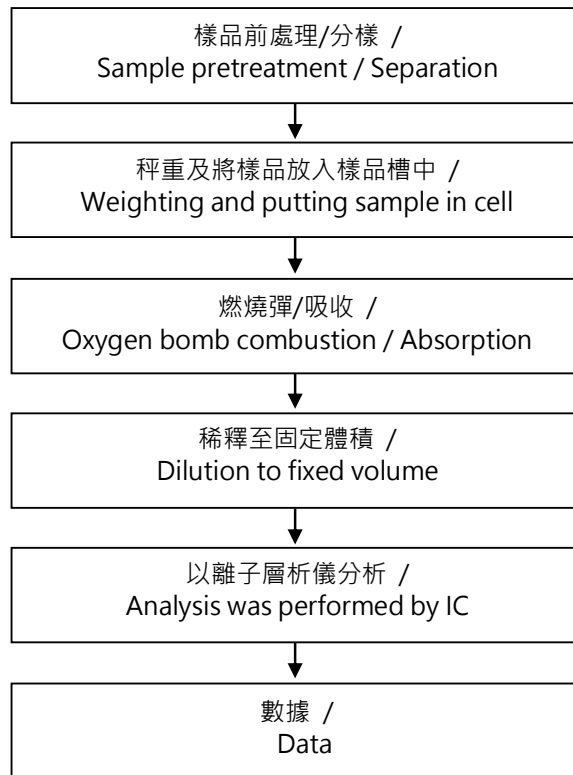 樣品前處理/分樣 /
Sample pretreatment / Separation
秤重及將樣品放入樣品槽中 /
Weighting and putting sample in cell
燃燒彈/吸收 /
Oxygen bomb combustion / Absorption
稀釋至固定體積 /
Dilution to fixed volume
以離子層析儀分析 /
Analysis was performed by IC
數據 /
Data